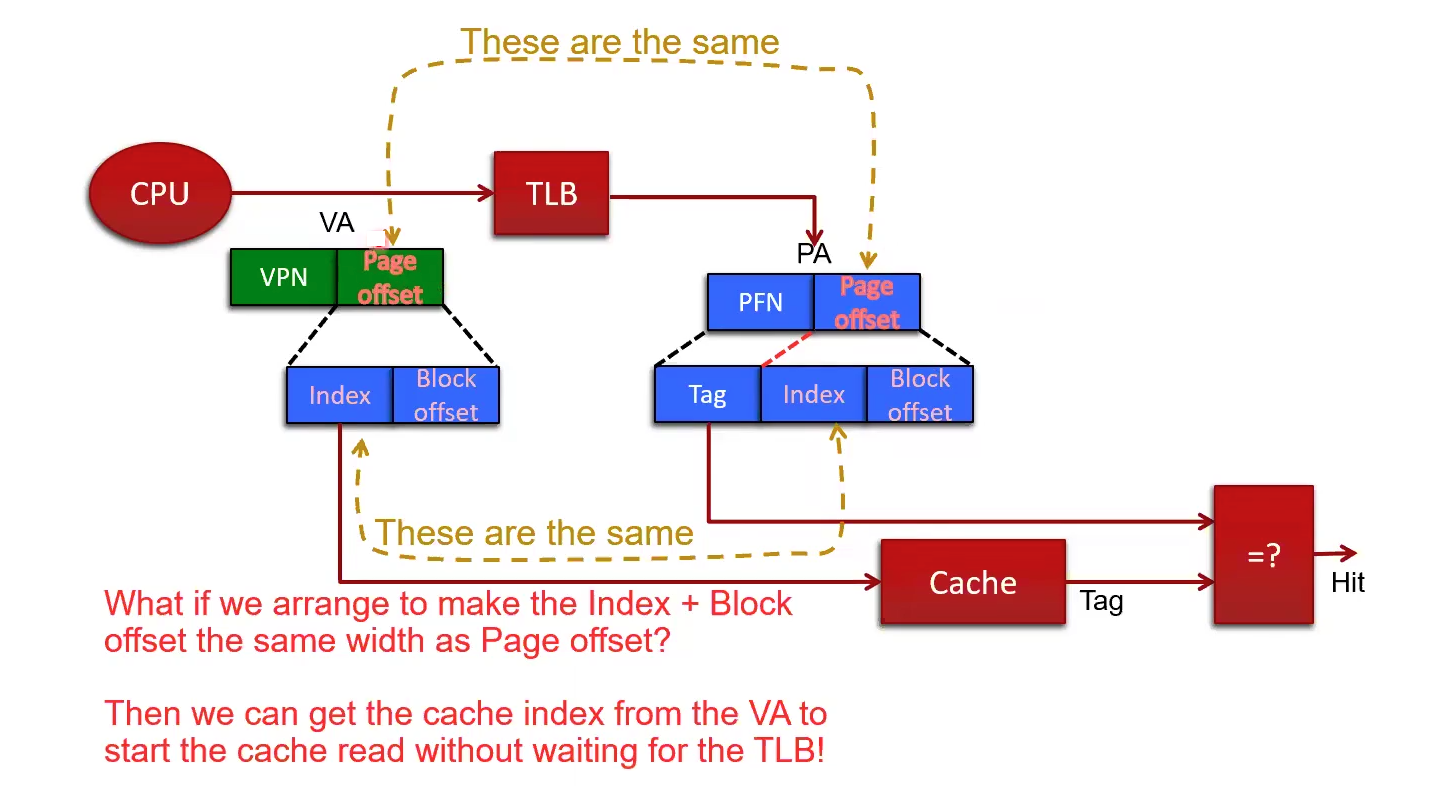 These are the same
CPU
TLB
VA
PA
VPN
Page
offset
PFN
Page
offset
Index
Block
offset
Tag
Index
Block
offset
These are the same
Cache
Tag
=?
Hit
What if we arrange to make the Index + Block
offset the same width as Page offset?
Then we can get the cache index from the VA to
start the cache read without waiting for the TLB!